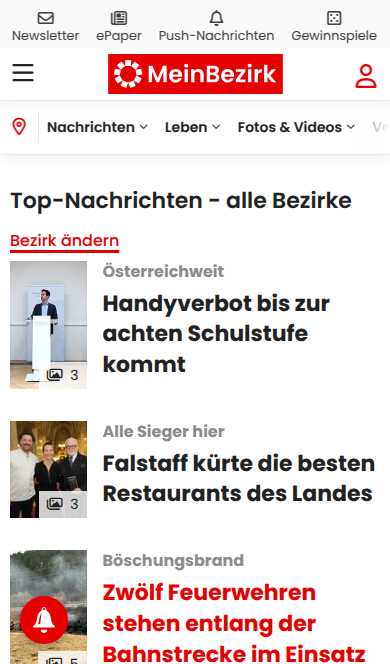 Newsletter ePaper Push-Nachrichten Gewinnspiele
MeinBezirk
Nachrichten Leben Fotos & Videos
Top-Nachrichten - alle Bezirke
Bezirk ändern
Österreichweit
Handyverbot bis zur
achten Schulstufe
kommt
3
Alle Sieger hier
Falstaff kürte die besten
Restaurants des Landes
3
Böschungsbrand
Zwölf Feuerwehren
stehen entlang der
Bahnstrecke im Einsatz
5